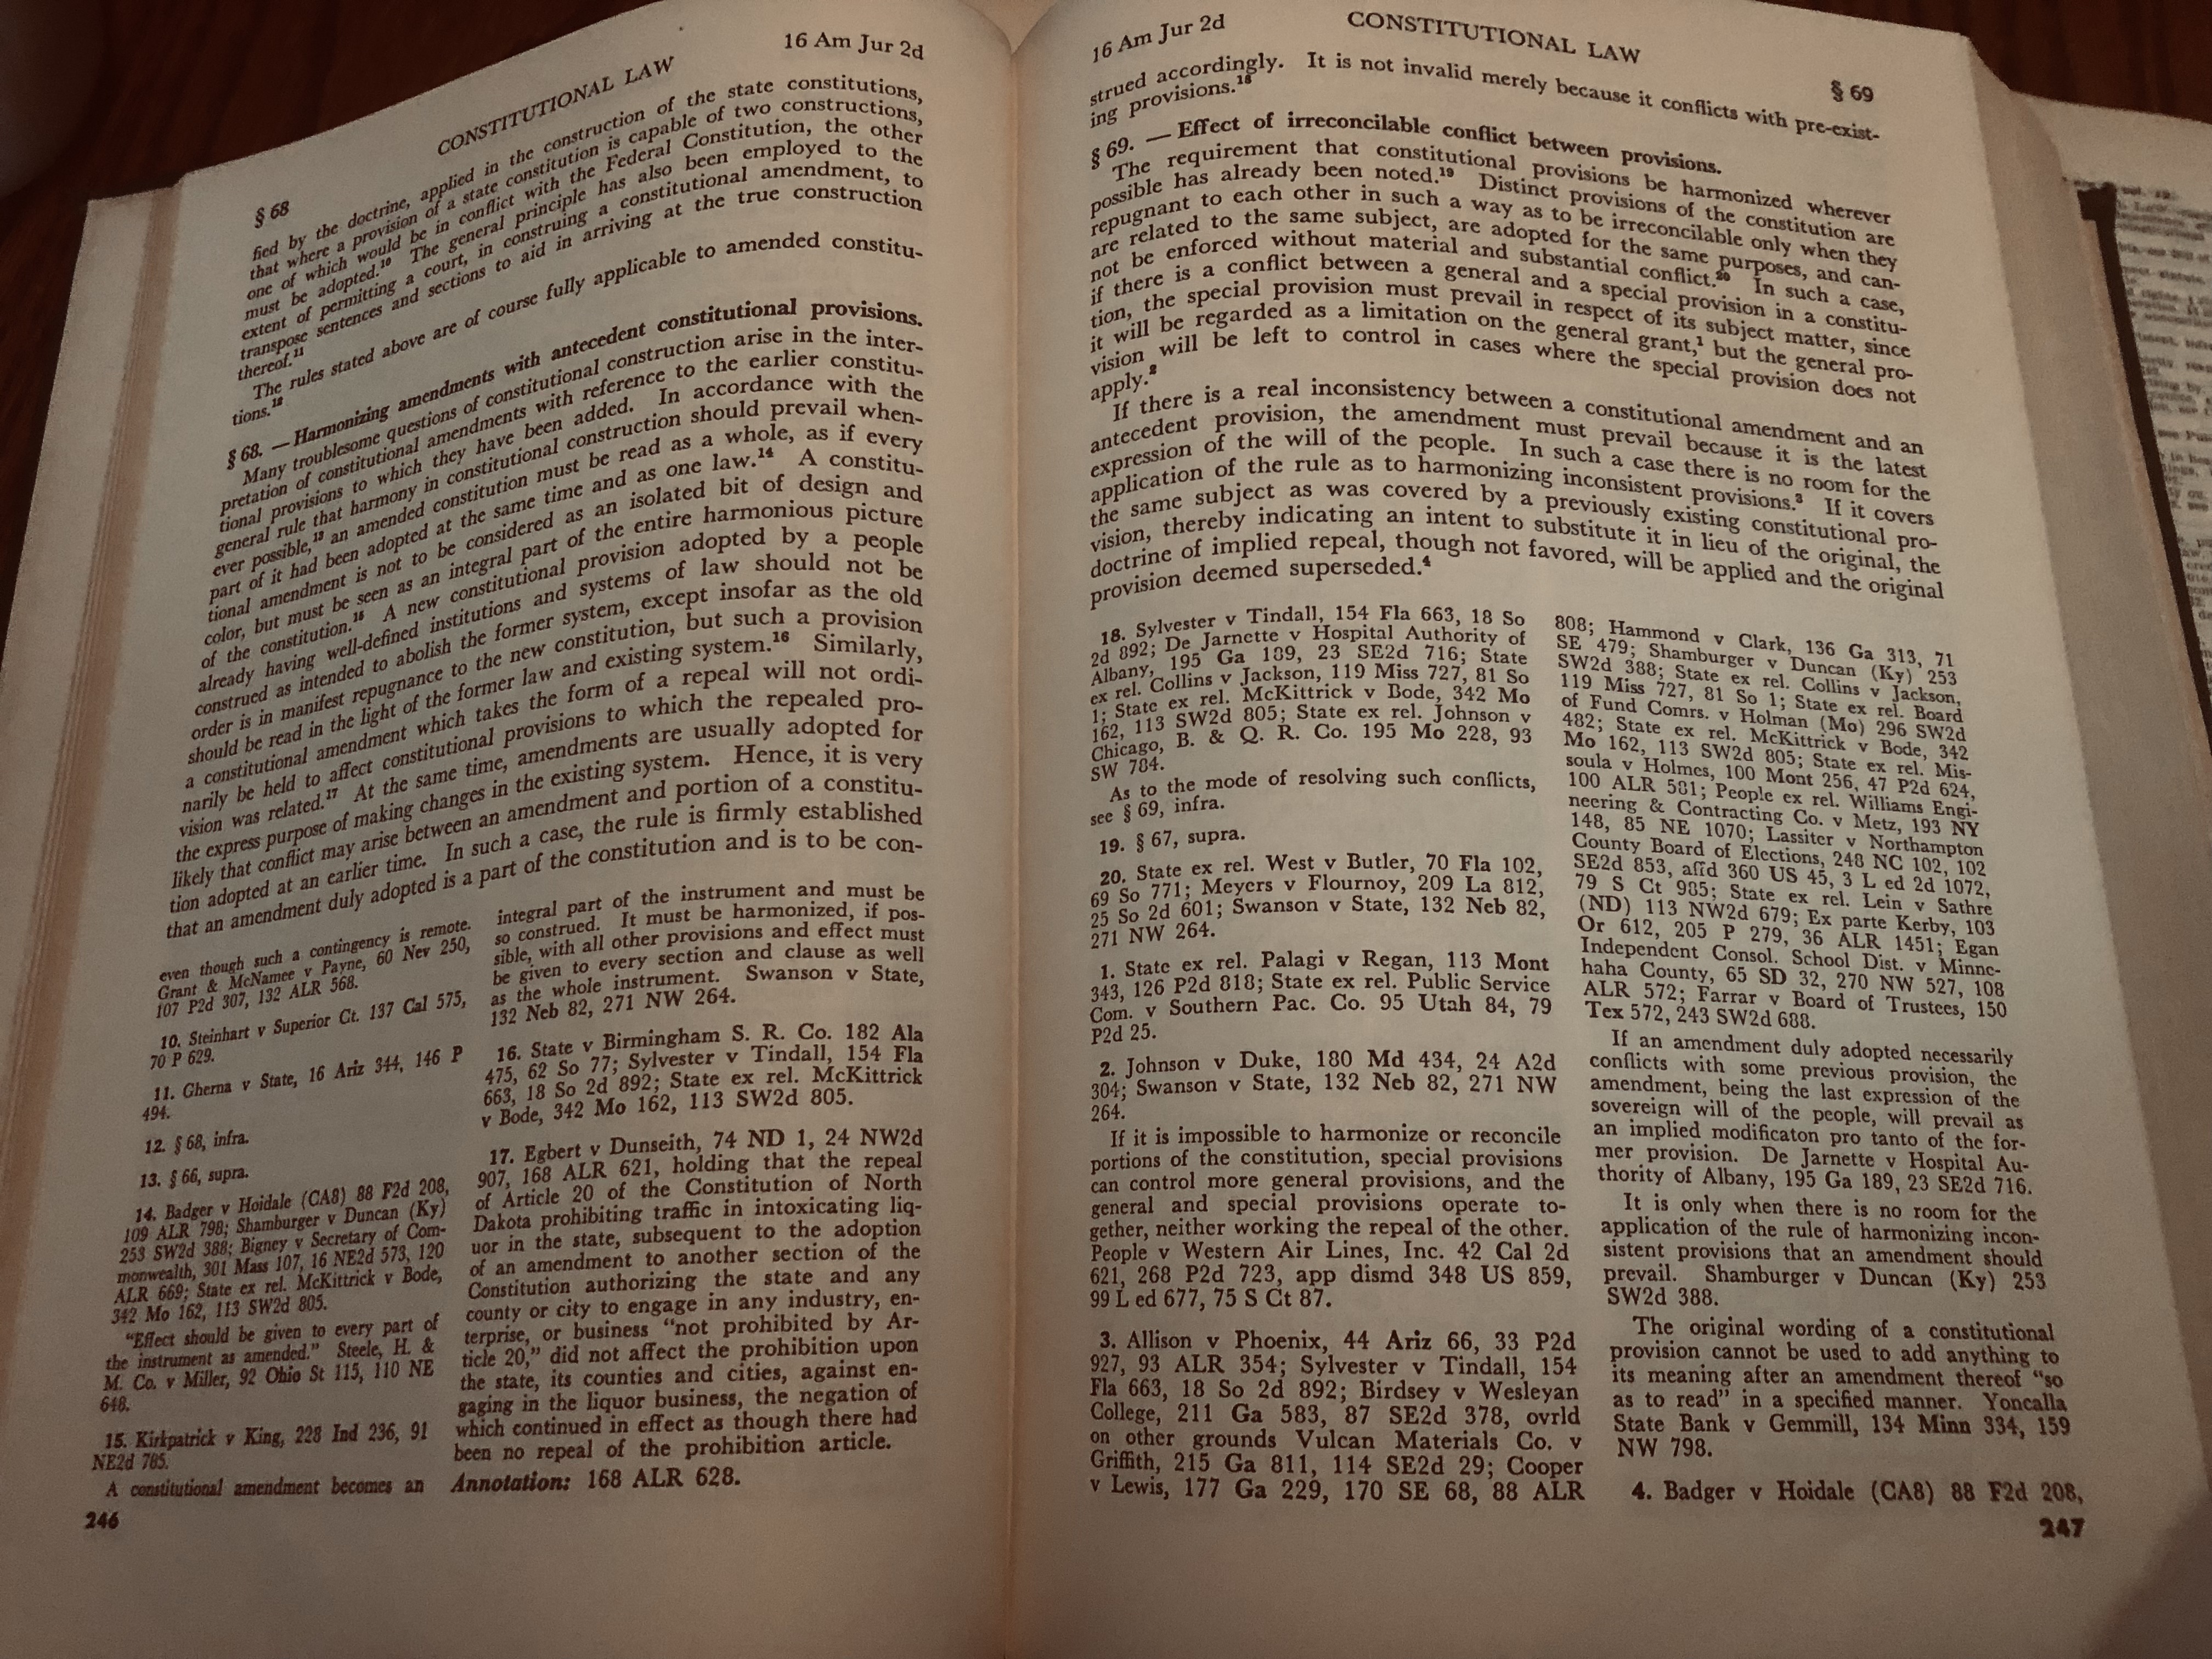 § 68
CONSTITUTIONAL LAW
16 Am Jur 2d
fied by the doctrine, applied in the construction of the state constitutions,
that where a provision of a state constitution is capable of two constructions,
one of which would be in conflict with the Federal Constitution, the other
must be adopted.10 The general principle has also been employed to the
extent of permitting a court, in construing a constitutional amendment, to
transpose sentences and sections to aid in arriving at the true construction
thereof.11
The rules stated above are of course fully applicable to amended constitu-
tions.12
§ 68. — Harmonizing amendments with antecedent constitutional provisions.
Many troublesome questions of constitutional construction arise in the inter-
pretation of constitutional amendments with reference to the earlier constitu-
tional provisions to which they have been added. In accordance with the
general rule that harmony in constitutional construction should prevail when-
ever possible,13 an amended constitution must be read as a whole, as if every
part of it had been adopted at the same time and as one law.14 A constitu-
tional amendment is not to be considered as an isolated bit of design and
color, but must be seen as an integral part of the entire harmonious picture
of the constitution.15 A new constitutional provision adopted by a people
already having well-defined institutions and systems of law should not be
construed as intended to abolish the former system, except insofar as the old
order is in manifest repugnance to the new constitution, but such a provision
should be read in the light of the former law and existing system.16 Similarly,
a constitutional amendment which takes the form of a repeal will not ordi-
narily be held to affect constitutional provisions to which the repealed pro-
vision was related.17 At the same time, amendments are usually adopted for
the express purpose of making changes in the existing system. Hence, it is very
likely that conflict may arise between an amendment and portion of a constitu-
tion adopted at an earlier time. In such a case, the rule is firmly established
that an amendment duly adopted is a part of the constitution and is to be con-
even though such a contingency is remote.
Grant & McNamee v Payne, 60 Nev 250,
107 P2d 307, 132 ALR 568.
10. Steinhart v Superior Ct. 137 Cal 575,
70 P 629.
11. Gherna v State, 16 Ariz 344, 146 P
494.
12. § 68, infra.
13. § 66, supra.
14. Badger v Hoidale (CA8) 88 F2d 208,
109 ALR 798; Shamburger v Duncan (Ky)
253 SW2d 388; Bigney v Secretary of Com-
monwealth, 301 Mass 107, 16 NE2d 573, 120
ALR 669; State ex rel. McKittrick v Bode,
342 Mo 162, 113 SW2d 805.
"Effect should be given to every part of
the instrument as amended." Steele, H. &
M. Co. v Miller, 92 Ohio St 115, 110 NE
648.
15. Kirkpatrick v King, 228 Ind 236, 91
NE2d 785.
A constitutional amendment becomes an
integral part of the instrument and must be
so construed. It must be harmonized, if pos-
sible, with all other provisions and effect must
be given to every section and clause as well
as the whole instrument. Swanson v State,
132 Neb 82, 271 NW 264.
16. State v Birmingham S. R. Co. 182 Ala
475, 62 So 77; Sylvester v Tindall, 154 Fla
663, 18 So 2d 892; State ex rel. McKittrick
v Bode, 342 Mo 162, 113 SW2d 805.
17. Egbert v Dunseith, 74 ND 1, 24 NW2d
907, 168 ALR 621, holding that the repeal
of Article 20 of the Constitution of North
Dakota prohibiting traffic in intoxicating liq-
uor in the state, subsequent to the adoption
of an amendment to another section of the
Constitution authorizing the state and any
county or city to engage in any industry, en-
terprise, or business "not prohibited by Ar-
ticle 20," did not affect the prohibition upon
the state, its counties and cities, against en-
gaging in the liquor business, the negation of
which continued in effect as though there had
been no repeal of the prohibition article.
Annotation: 168 ALR 628.
246
16 Am Jur 2d
CONSTITUTIONAL LAW
§ 69
strued accordingly. It is not invalid merely because it conflicts with pre-exist-
ing provisions.18
§ 69. — Effect of irreconcilable conflict between provisions.
The requirement that constitutional provisions be harmonized wherever
possible has already been noted.19 Distinct provisions of the constitution are
repugnant to each other in such a way as to be irreconcilable only when they
are related to the same subject, are adopted for the same purposes, and can-
not be enforced without material and substantial conflict.20 In such a case,
if there is a conflict between a general and a special provision in a constitu-
tion, the special provision must prevail in respect of its subject matter, since
it will be regarded as a limitation on the general grant,1 but the general pro-
vision will be left to control in cases where the special provision does not
apply.2
If there is a real inconsistency between a constitutional amendment and an
antecedent provision, the amendment must prevail because it is the latest
expression of the will of the people. In such a case there is no room for the
application of the rule as to harmonizing inconsistent provisions.3 If it covers
the same subject as was covered by a previously existing constitutional pro-
vision, thereby indicating an intent to substitute it in lieu of the original, the
doctrine of implied repeal, though not favored, will be applied and the original
provision deemed superseded.4
18. Sylvester v Tindall, 154 Fla 663, 18 So
2d 892; De Jarnette v Hospital Authority of
Albany, 195 Ga 189, 23 SE2d 716; State
ex rel. Collins v Jackson, 119 Miss 727, 81 So
1; State ex rel. McKittrick v Bode, 342 Mo
162, 113 SW2d 805; State ex rel. Johnson v
Chicago, B. & Q. R. Co. 195 Mo 228, 93
SW 784.
As to the mode of resolving such conflicts,
see § 69, infra.
19. § 67, supra.
20. State ex rel. West v Butler, 70 Fla 102,
69 So 771; Meyers v Flournoy, 209 La 812,
25 So 2d 601; Swanson v State, 132 Neb 82,
271 NW 264.
1. State ex rel. Palagi v Regan, 113 Mont
343, 126 P2d 818; State ex rel. Public Service
Com. v Southern Pac. Co. 95 Utah 84, 79
P2d 25.
2. Johnson v Duke, 180 Md 434, 24 A2d
304; Swanson v State, 132 Neb 82, 271 NW
264.
If it is impossible to harmonize or reconcile
portions of the constitution, special provisions
can control more general provisions, and the
general and special provisions operate to-
gether, neither working the repeal of the other.
People v Western Air Lines, Inc. 42 Cal 2d
621, 268 P2d 723, app dismd 348 US 859,
99 L ed 677, 75 S Ct 87.
3. Allison v Phoenix, 44 Ariz 66, 33 P2d
927, 93 ALR 354; Sylvester v Tindall, 154
Fla 663, 18 So 2d 892; Birdsey v Wesleyan
College, 211 Ga 583, 87 SE2d 378, ovrld
on other grounds Vulcan Materials Co. v
Griffith, 215 Ga 811, 114 SE2d 29; Cooper
v Lewis, 177 Ga 229, 170 SE 68, 88 ALR
808; Hammond v Clark, 136 Ga 313, 71
SE 479; Shamburger v Duncan (Ky) 253
SW2d 388; State ex rel. Collins v Jackson,
119 Miss 727, 81 So 1; State ex rel. Board
of Fund Comrs. v Holman (Mo) 296 SW2d
482; State ex rel. McKittrick v Bode, 342
Mo 162, 113 SW2d 805; State ex rel. Mis-
soula v Holmes, 100 Mont 256, 47 P2d 624,
100 ALR 581; People ex rel. Williams Engi-
neering & Contracting Co. v Metz, 193 NY
148, 85 NE 1070; Lassiter v Northampton
County Board of Elections, 248 NC 102, 102
SE2d 853, affd 360 US 45, 3 L ed 2d 1072,
79 S Ct 985; State ex rel. Lein v Sathre
(ND) 113 NW2d 679; Ex parte Kerby, 103
Or 612, 205 P 279, 36 ALR 1451; Egan
Independent Consol. School Dist. v Minne-
haha County, 65 SD 32, 270 NW 527, 108
ALR 572; Farrar v Board of Trustees, 150
Tex 572, 243 SW2d 688.
If an amendment duly adopted necessarily
conflicts with some previous provision, the
amendment, being the last expression of the
sovereign will of the people, will prevail as
an implied modificaton pro tanto of the for-
mer provision. De Jarnette v Hospital Au-
thority of Albany, 195 Ga 189, 23 SE2d 716.
It is only when there is no room for the
application of the rule of harmonizing incon-
sistent provisions that an amendment should
prevail. Shamburger v Duncan (Ky) 253
SW2d 388.
The original wording of a constitutional
provision cannot be used to add anything to
its meaning after an amendment thereof "so
as to read" in a specified manner. Yoncalla
State Bank v Gemmill, 134 Minn 334, 159
NW 798.
4. Badger v Hoidale (CA8) 88 F2d 208,
247